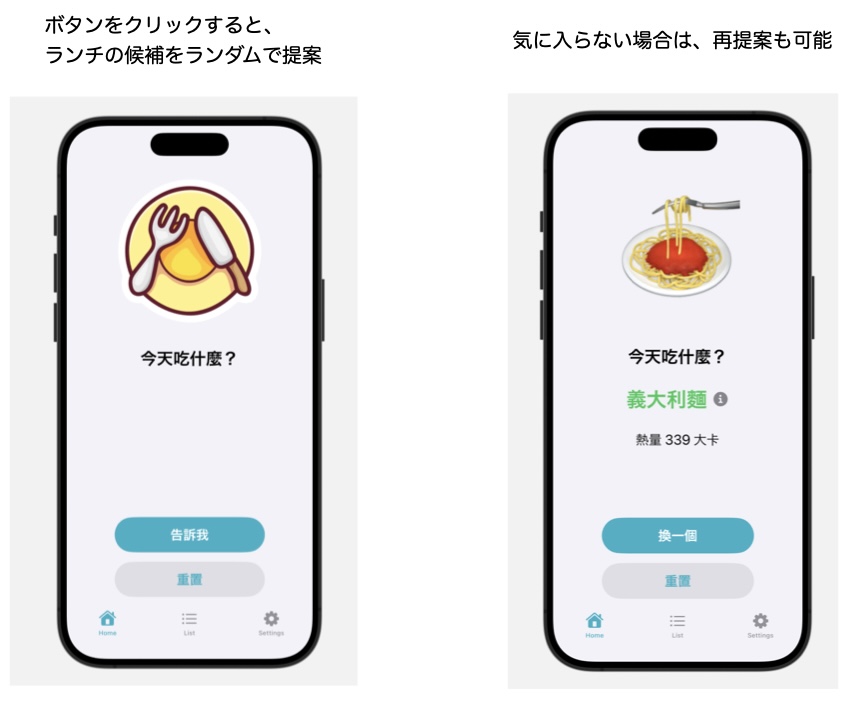 ボタンをクリックすると、
ランチの候補をランダムで提案
今天吃什麼？
告訴我
重置
Home
List
Settings
気に入らない場合は、再提案も可能
今天吃什麼？
義大利麵
熱量 339 大卡
換一個
重置
Home
List
Settings